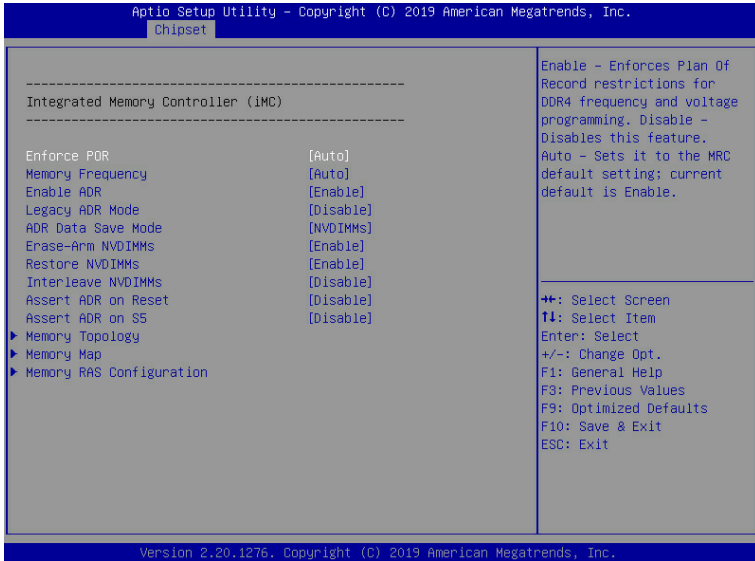 Aptio Setup Utility – Copyright (C) 2019 American Megatrends, Inc.
Chipset
--------------------------------------------------
Integrated Memory Controller (iMC)
--------------------------------------------------
Enforce POR [Auto]
Memory Frequency [Auto]
Enable ADR [Enable]
Legacy ADR Mode [Disable]
ADR Data Save Mode [NVDIMMs]
Erase-Arm NVDIMMs [Enable]
Restore NVDIMMs [Enable]
Interleave NVDIMMs [Disable]
Assert ADR on Reset [Disable]
Assert ADR on S5 [Disable]
▶ Memory Topology
▶ Memory Map
▶ Memory RAS Configuration
Enable – Enforces Plan Of
Record restrictions for
DDR4 frequency and voltage
programming. Disable –
Disables this feature.
Auto – Sets it to the MRC
default setting; current
default is Enable.
→←: Select Screen
↑↓: Select Item
Enter: Select
+/-: Change Opt.
F1: General Help
F3: Previous Values
F9: Optimized Defaults
F10: Save & Exit
ESC: Exit
Version 2.20.1276. Copyright (C) 2019 American Megatrends, Inc.